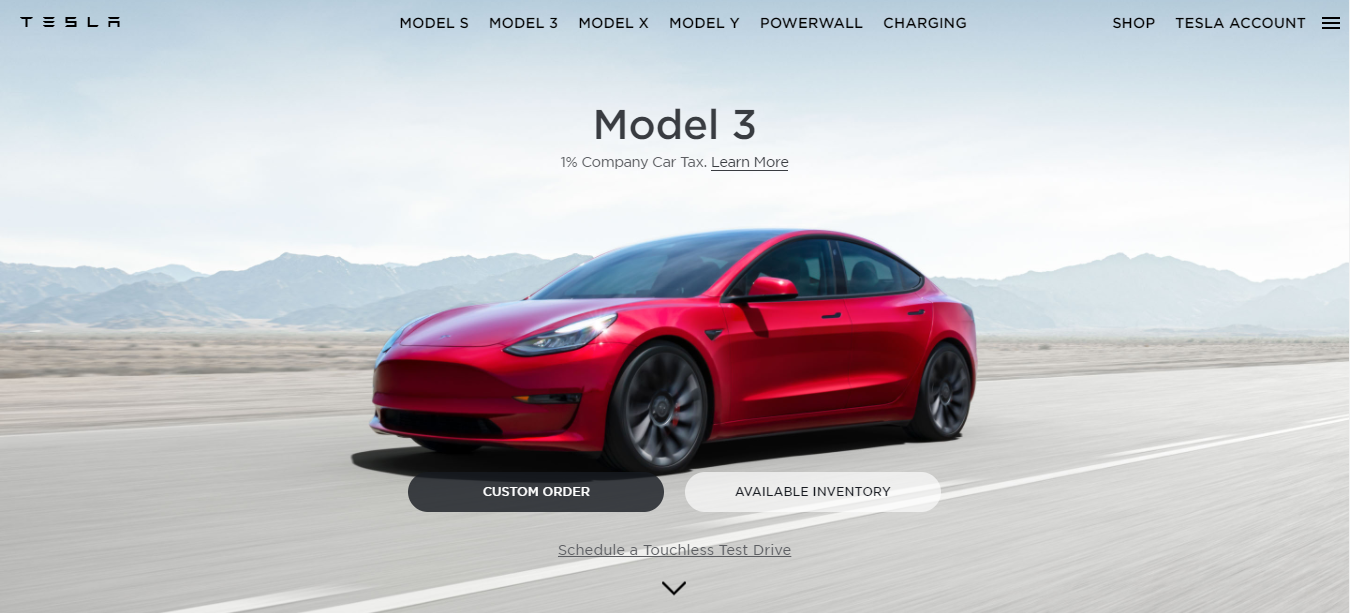 TESLA MODEL S MODEL 3 MODEL X MODEL Y POWERWALL CHARGING SHOP TESLA ACCOUNT
Model 3
1% Company Car Tax. Learn More
CUSTOM ORDER AVAILABLE INVENTORY
Schedule a Touchless Test Drive